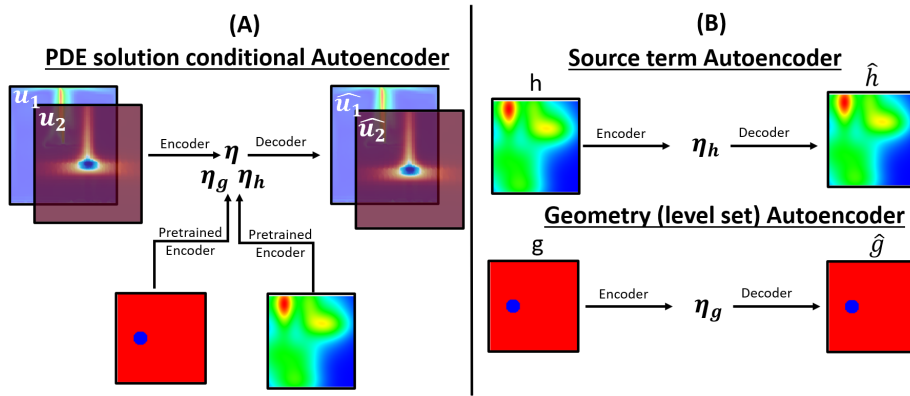 (A)
PDE solution conditional Autoencoder
u₁
u₂
Encoder
η
Decoder
η_g η_h
û₁
û₂
Pretrained
Encoder
Pretrained
Encoder
(B)
Source term Autoencoder
h
Encoder
η_h
Decoder
ĥ
Geometry (level set) Autoencoder
g
Encoder
η_g
Decoder
ĝ